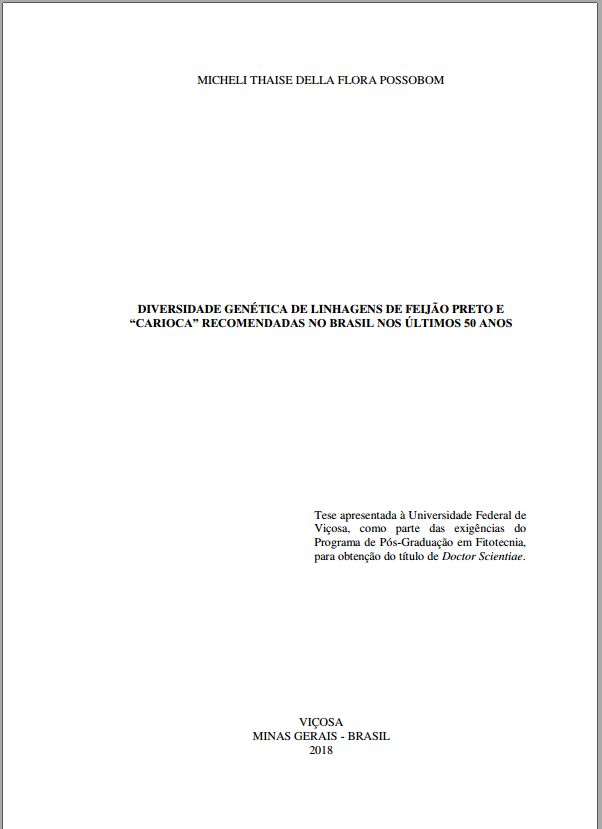 MICHELI THAISE DELLA FLORA POSSOBOM
DIVERSIDADE GENÉTICA DE LINHAGENS DE FEIJÃO PRETO E
“CARIOCA” RECOMENDADAS NO BRASIL NOS ÚLTIMOS 50 ANOS
Tese apresentada à Universidade Federal de
Viçosa, como parte das exigências do
Programa de Pós-Graduação em Fitotecnia,
para obtenção do título de Doctor Scientiae.
VIÇOSA
MINAS GERAIS - BRASIL
2018